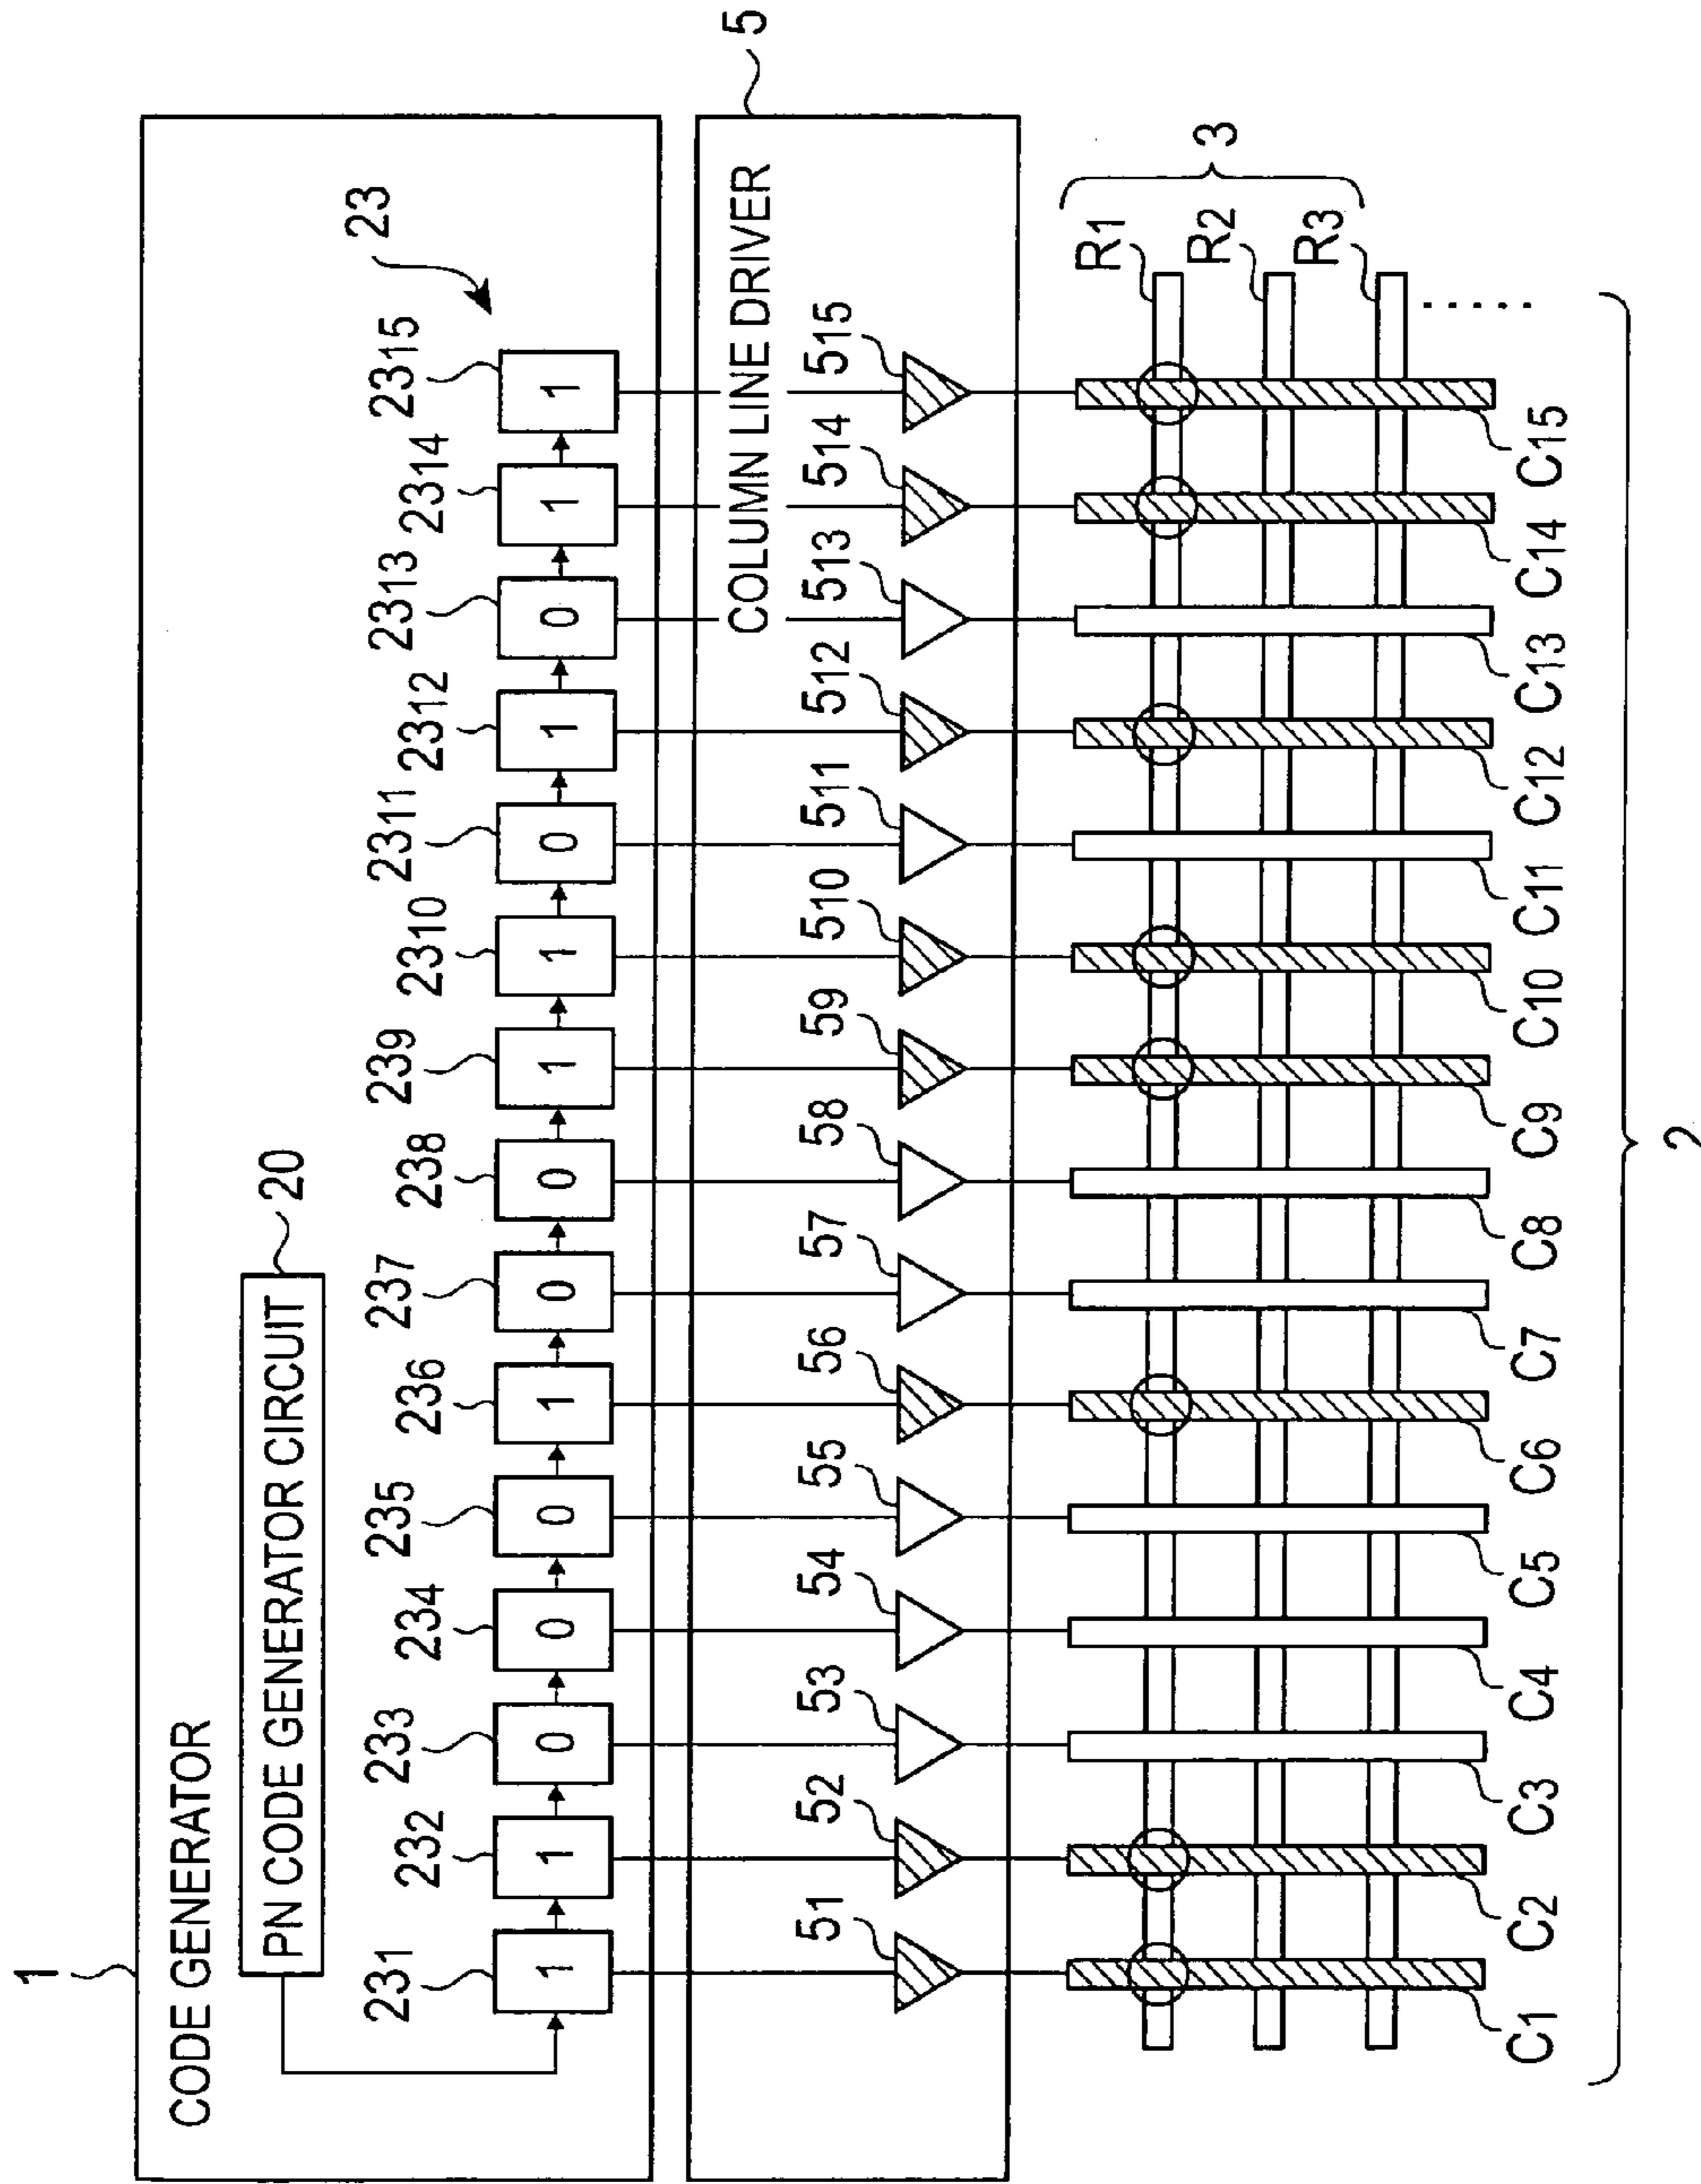 1
CODE GENERATOR
PN CODE GENERATOR CIRCUIT
20
23
231 232 233 234 235 236 237 238 239 2310 2311 2312 2313 2314 2315
1 1 0 0 0 1 0 0 1 1 0 1 0 1 1
5
COLUMN LINE DRIVER
51 52 53 54 55 56 57 58 59 510 511 512 513 514 515
3
R1
R2
R3
.....
C1 C2 C3 C4 C5 C6 C7 C8 C9 C10 C11 C12 C13 C14 C15
2